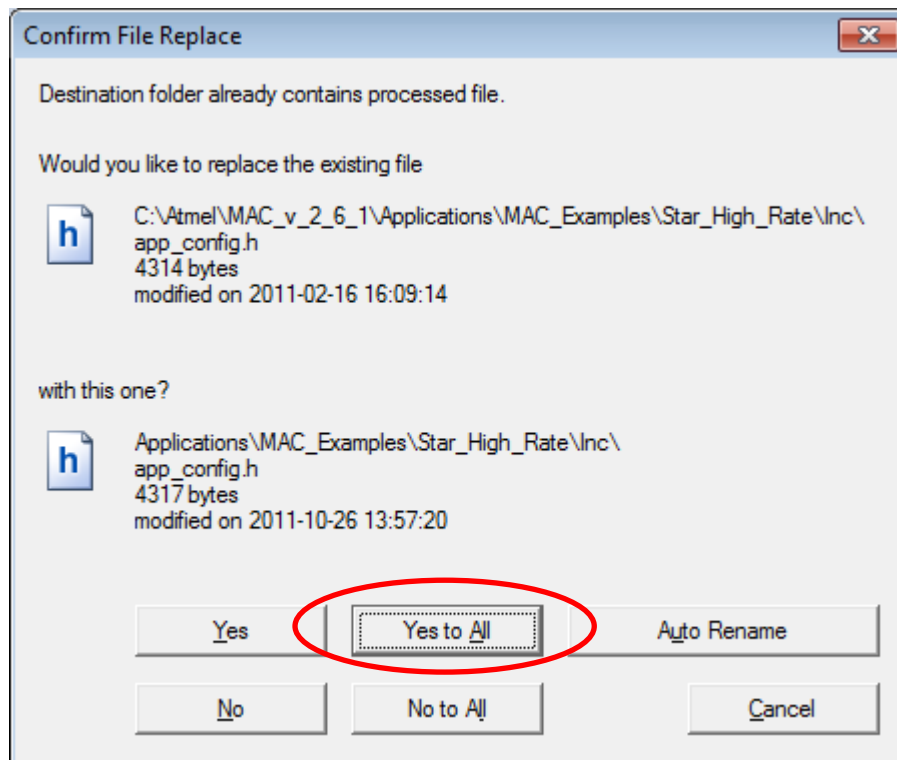 Confirm File Replace
Destination folder already contains processed file.
Would you like to replace the existing file
h
C:\Atmel\MAC_v_2_6_1\Applications\MAC_Examples\Star_High_Rate\Inc\
app_config.h
4314 bytes
modified on 2011-02-16 16:09:14
with this one?
h
Applications\MAC_Examples\Star_High_Rate\Inc\
app_config.h
4317 bytes
modified on 2011-10-26 13:57:20
Yes
Yes to All
Auto Rename
No
No to All
Cancel